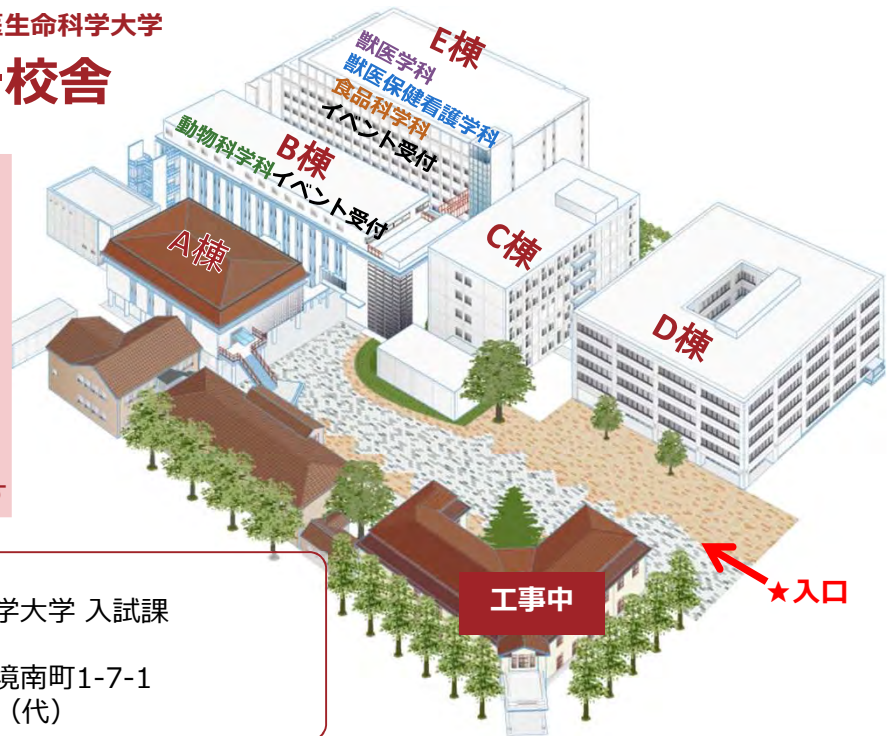 医生命科学大学
校舎
E棟
獣医学科
獣医保健看護学科
食品科学科
イベント受付
B棟
動物科学科イベント受付
A棟
C棟
D棟
工事中
★入口
学大学 入試課
境南町1-7-1
（代）